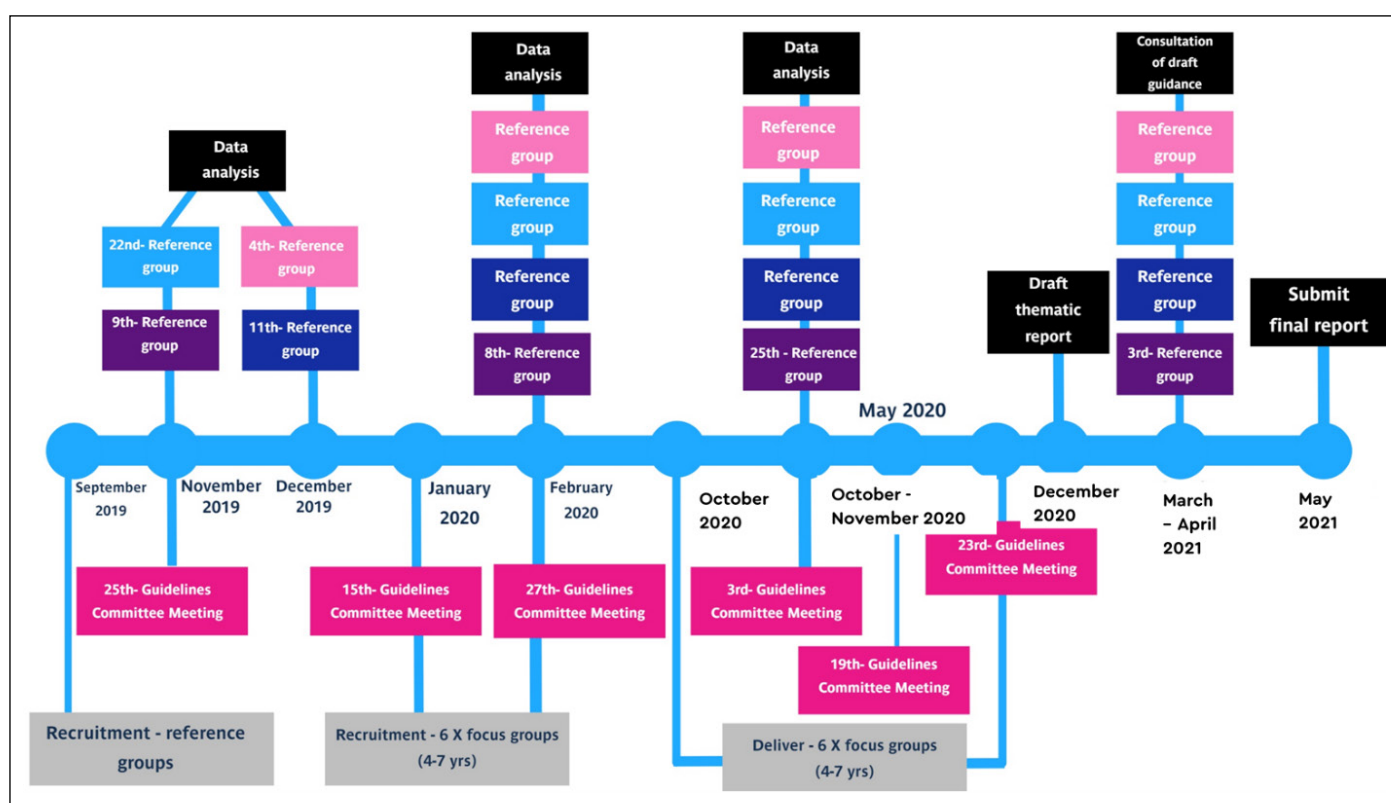 Data
analysis
Data
analysis
Consultation
of draft
guidance
Data
analysis
Reference
group
Reference
group
Reference
group
Reference
group
Reference
group
Reference
group
22nd- Reference
group
4th- Reference
group
Reference
group
Reference
group
Reference
group
9th- Reference
group
11th- Reference
group
8th- Reference
group
25th - Reference
group
Draft
thematic
report
3rd- Reference
group
Submit
final report
May 2020
September
2019
November
2019
December
2019
January
2020
February
2020
October
2020
October -
November 2020
December
2020
March
- April
2021
May
2021
25th- Guidelines
Committee Meeting
15th- Guidelines
Committee Meeting
27th- Guidelines
Committee Meeting
3rd- Guidelines
Committee Meeting
23rd- Guidelines
Committee Meeting
19th- Guidelines
Committee Meeting
Recruitment - reference
groups
Recruitment - 6 X focus groups
(4-7 yrs)
Deliver - 6 X focus groups
(4-7 yrs)